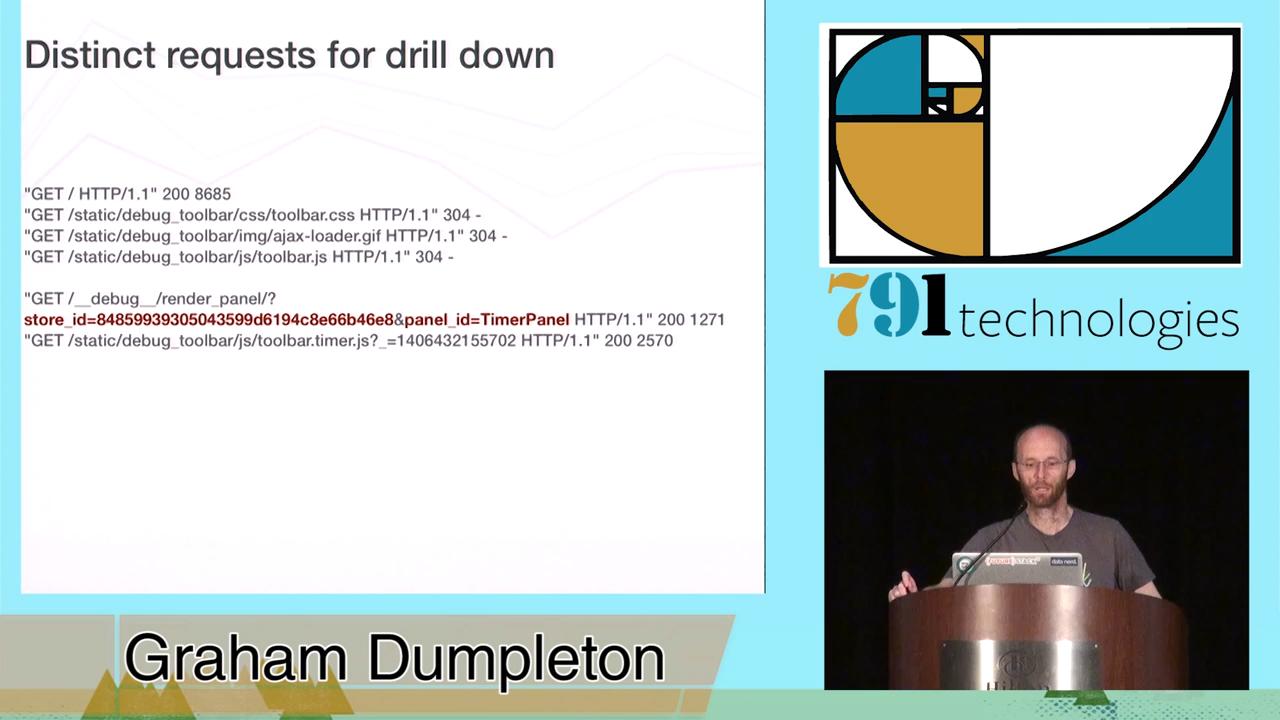 Distinct requests for drill down
"GET / HTTP/1.1" 200 8685
"GET /static/debug_toolbar/css/toolbar.css HTTP/1.1" 304 -
"GET /static/debug_toolbar/img/ajax-loader.gif HTTP/1.1" 304 -
"GET /static/debug_toolbar/js/toolbar.js HTTP/1.1" 304 -
"GET /__debug__/render_panel/?
store_id=84859939305043599d6194c8e66b46e8&panel_id=TimerPanel HTTP/1.1" 200 1271
"GET /static/debug_toolbar/js/toolbar.timer.js?_=1406432155702 HTTP/1.1" 200 2570
791 technologies
data nerd.
Graham Dumpleton